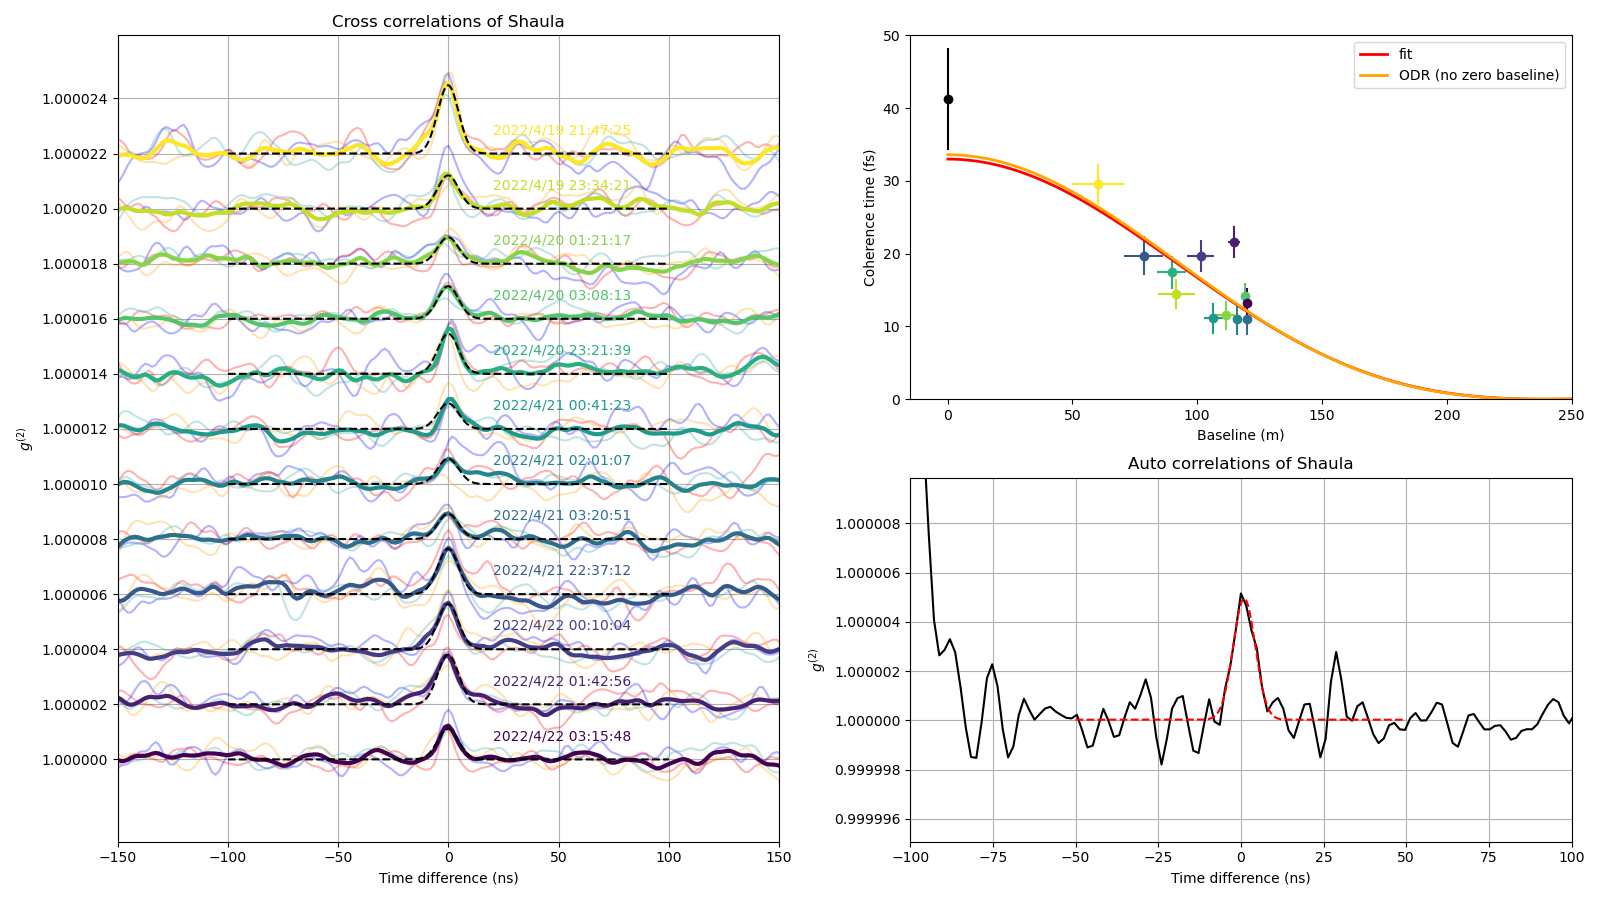 Cross correlations of Shaula
1.000024
1.000022
1.000020
1.000018
1.000016
1.000014
1.000012
1.000010
1.000008
1.000006
1.000004
1.000002
1.000000
g(2)
2022/4/19 21:47:25
2022/4/19 23:34:21
2022/4/20 01:21:17
2022/4/20 03:08:13
2022/4/20 23:21:39
2022/4/21 00:41:23
2022/4/21 02:01:07
2022/4/21 03:20:51
2022/4/21 22:37:12
2022/4/22 00:10:04
2022/4/22 01:42:56
2022/4/22 03:15:48
−150 −100 −50 0 50 100 150
Time difference (ns)
50
40
30
20
10
0
Coherence time (fs)
fit
ODR (no zero baseline)
0 50 100 150 200 250
Baseline (m)
Auto correlations of Shaula
1.000008
1.000006
1.000004
1.000002
1.000000
0.999998
0.999996
g(2)
−100 −75 −50 −25 0 25 50 75 100
Time difference (ns)